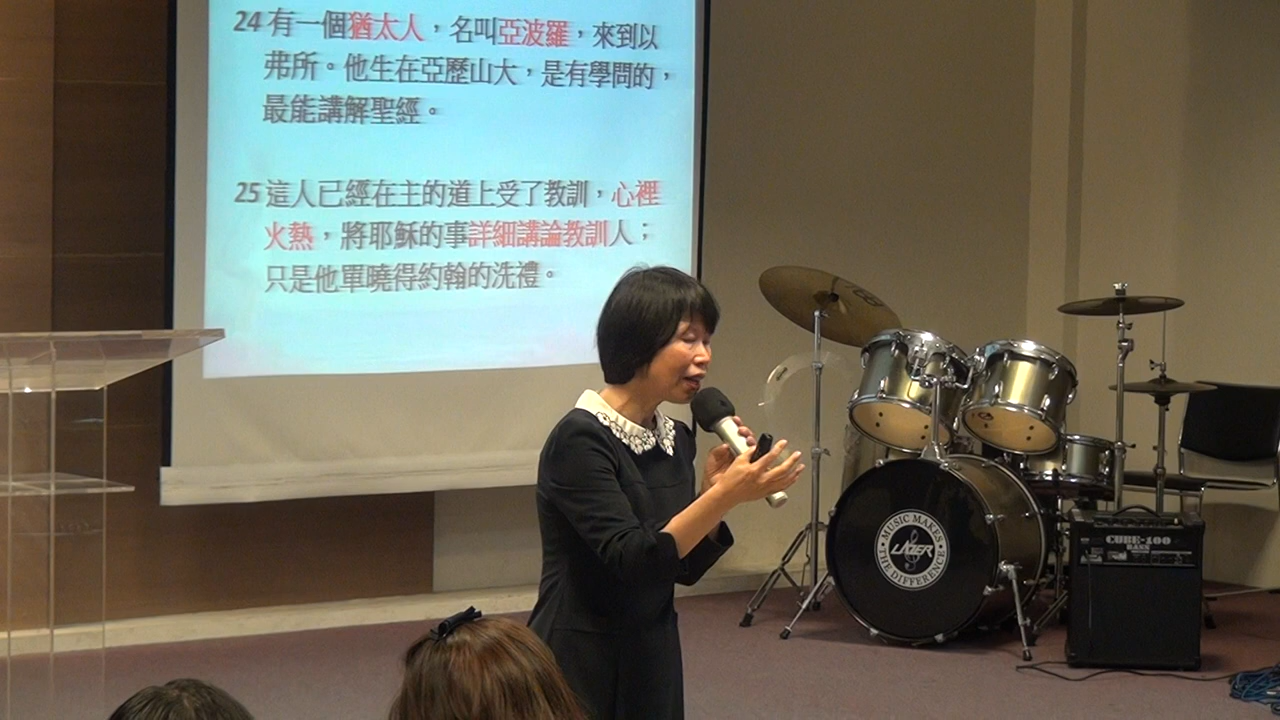 24 有一個猶太人，名叫亞波羅，來到以
弗所。他生在亞歷山大，是有學問的，
最能講解聖經。
25 這人已經在主的道上受了教訓，心裡
火熱，將耶穌的事詳細講論教訓人；
只是他單曉得約翰的洗禮。
• MUSIC MAKES •
LAZER
THE DIFFERENCE
CUBE-100
BASS